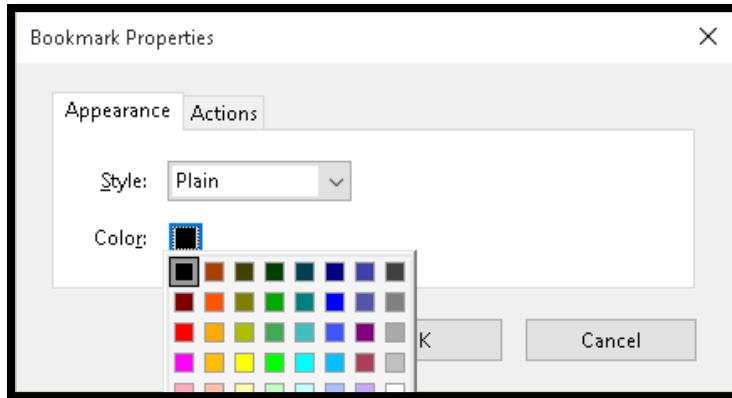 Bookmark Properties
Appearance Actions
Style: Plain
Color:
K Cancel